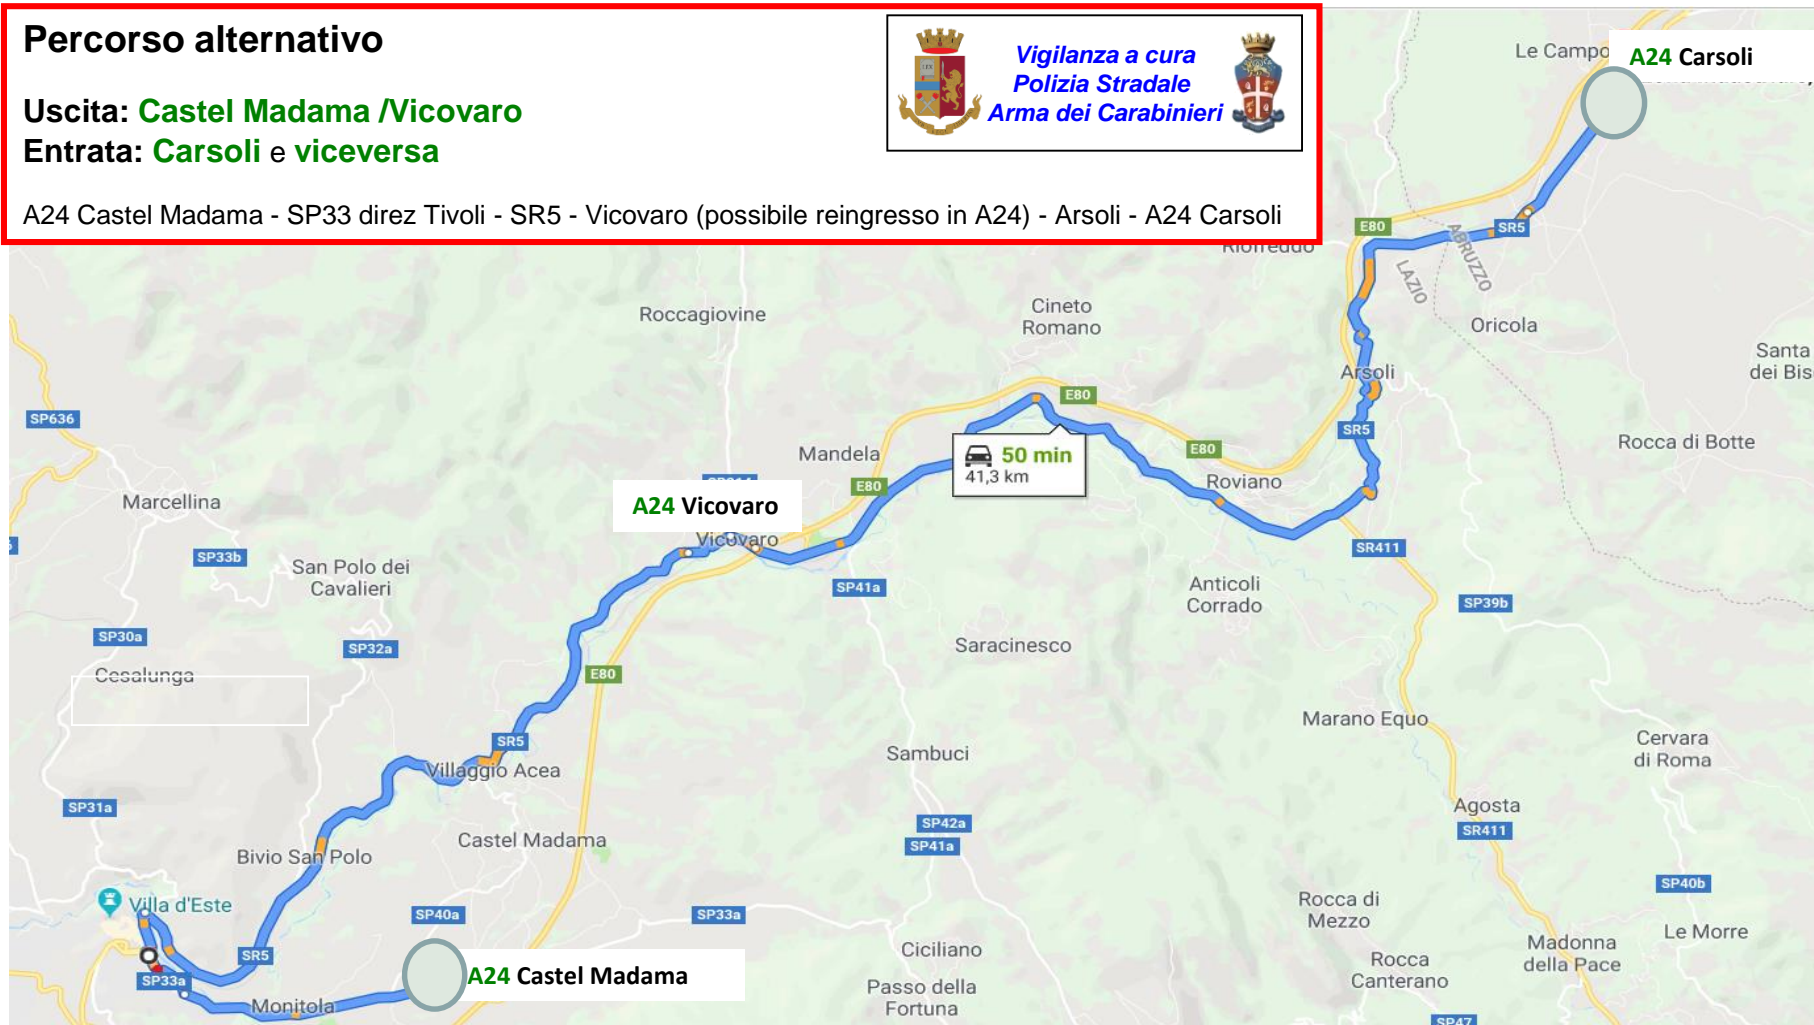 Percorso alternativo
Uscita: Castel Madama /Vicovaro
Entrata: Carsoli e viceversa
A24 Castel Madama - SP33 direz Tivoli - SR5 - Vicovaro (possibile reingresso in A24) - Arsoli - A24 Carsoli
Vigilanza a cura
Polizia Stradale
Arma dei Carabinieri
Le Campo
A24 Carsoli
E80
SR5
ABRUZZO
LAZIO
Riofreddo
Roccagiovine
Cineto
Romano
Oricola
Santa
dei Bis
Arsoli
E80
SP636
SR5
Rocca di Botte
Mandela
50 min
41,3 km
E80
Roviano
E80
Marcellina
A24 Vicovaro
Vicovaro
SR411
SP33b
San Polo dei
Cavalieri
SP41a
Anticoli
Corrado
SP39b
SP30a
SP32a
Saracinesco
Cesalunga
E80
Marano Equo
SR5
Sambuci
Cervara
di Roma
Villaggio Acea
SP31a
Agosta
SP42a
SR411
Castel Madama
SP41a
Bivio San Polo
SP40b
Villa d'Este
SP40a
SP33a
Rocca di
Mezzo
Le Morre
SR5
Ciciliano
Madonna
della Pace
SP33a
A24 Castel Madama
Rocca
Canterano
Monitola
Passo della
Fortuna
SP47